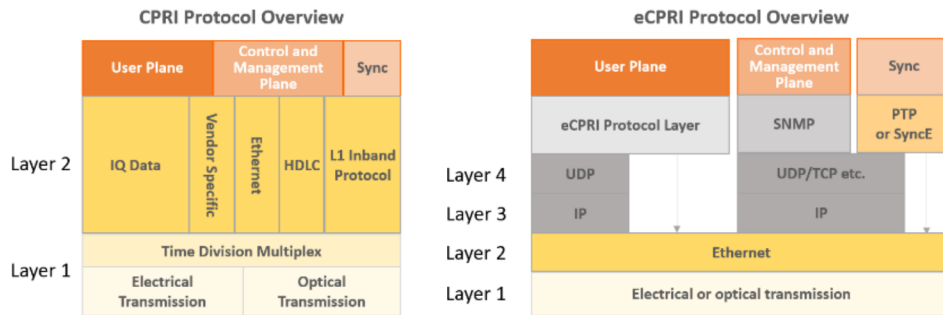 CPRI Protocol Overview
User Plane
Control and
Management
Plane
Sync
Layer 2
IQ Data
Vendor Specific
Ethernet
HDLC
L1 Inband
Protocol
Layer 1
Time Division Multiplex
Electrical
Transmission
Optical
Transmission
eCPRI Protocol Overview
User Plane
Control and
Management
Plane
Sync
eCPRI Protocol Layer
SNMP
PTP
or SyncE
Layer 4
UDP
UDP/TCP etc.
Layer 3
IP
IP
Layer 2
Ethernet
Layer 1
Electrical or optical transmission